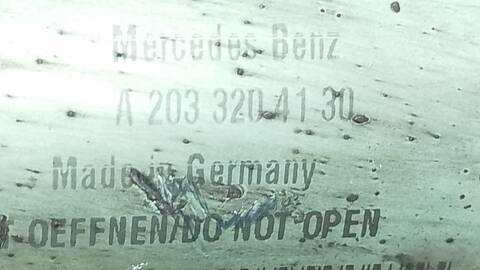 Mercedes Benz
A 203 320 41 30
Made in Germany
OEFFNEN/DO NOT OPEN